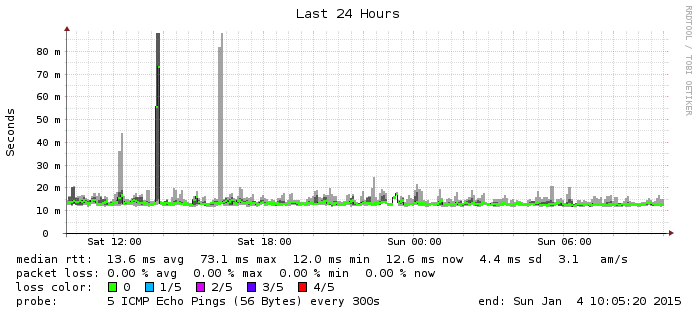 Last 24 Hours
RRDTOOL / TOBI OETIKER
Seconds
80 m
70 m
60 m
50 m
40 m
30 m
20 m
10 m
0
Sat 12:00 Sat 18:00 Sun 00:00 Sun 06:00
median rtt: 13.6 ms avg 73.1 ms max 12.0 ms min 12.6 ms now 4.4 ms sd 3.1 am/s
packet loss: 0.00 % avg 0.00 % max 0.00 % min 0.00 % now
loss color: 0 1/5 2/5 3/5 4/5
probe: 5 ICMP Echo Pings (56 Bytes) every 300s end: Sun Jan 4 10:05:20 2015